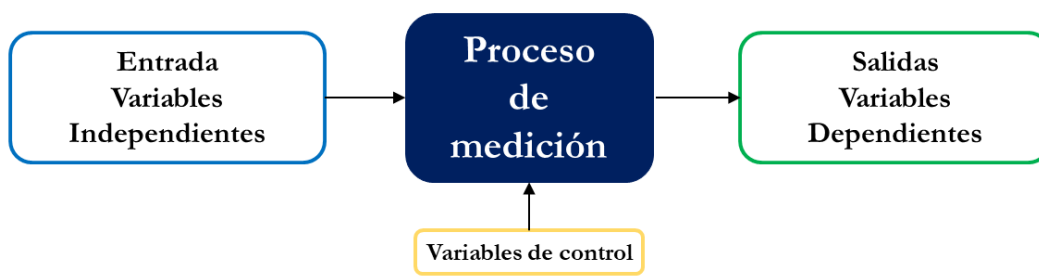 Entrada
Variables
Independientes
Proceso
de
medición
Salidas
Variables
Dependientes
Variables de control